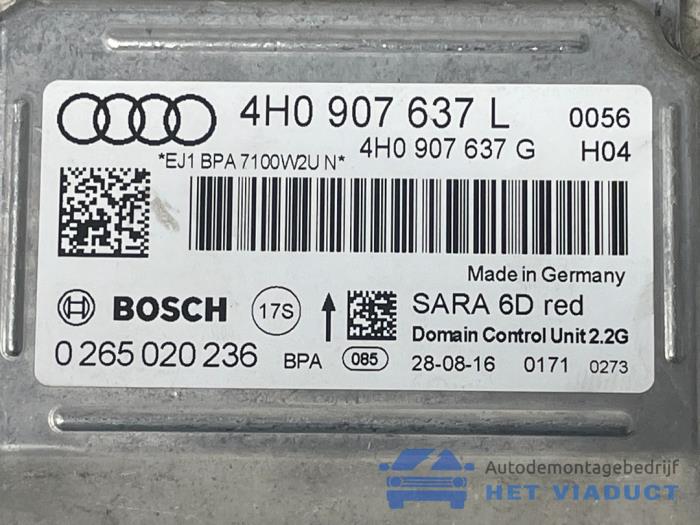 4H0 907 637 L 0056
*EJ1 BPA 7100W2U N* 4H0 907 637 G H04
Made in Germany
BOSCH 17S SARA 6D red
Domain Control Unit 2.2G
0 265 020 236 BPA 085 28-08-16 0171 0273
Autodemontagebedrijf
HET VIADUCT